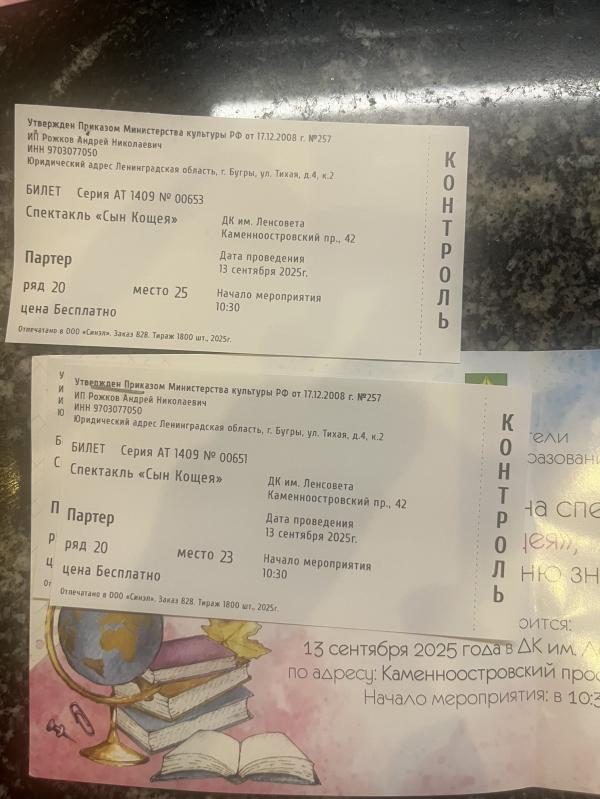 Утвержден Приказом Министерства культуры РФ от 17.12.2008 г. №257
ИП Рожков Андрей Николаевич
ИНН 9703077050
Юридический адрес Ленинградская область, г. Бугры, ул. Тихая, д.4, к.2
БИЛЕТ Серия АТ 1409 № 00653
Спектакль «Сын Кощея»
ДК им. Ленсовета
Каменноостровский пр., 42
Партер
Дата проведения
13 сентября 2025г.
ряд 20 место 25
Начало мероприятия
10:30
цена Бесплатно
Отпечатано в ООО «Синэл». Заказ 828. Тираж 1800 шт., 2025г.
КОНТРОЛЬ
Утвержден Приказом Министерства культуры РФ от 17.12.2008 г. №257
ИП Рожков Андрей Николаевич
ИНН 9703077050
Юридический адрес Ленинградская область, г. Бугры, ул. Тихая, д.4, к.2
БИЛЕТ Серия АТ 1409 № 00651
Спектакль «Сын Кощея»
ДК им. Ленсовета
Каменноостровский пр., 42
Партер
Дата проведения
13 сентября 2025г.
ряд 20 место 23
Начало мероприятия
10:30
цена Бесплатно
Отпечатано в ООО «Синэл». Заказ 828. Тираж 1800 шт., 2025г.
КОНТРОЛЬ
13 сентября 2025 года в ДК им.
по адресу: Каменноостровский
Начало мероприятия: в